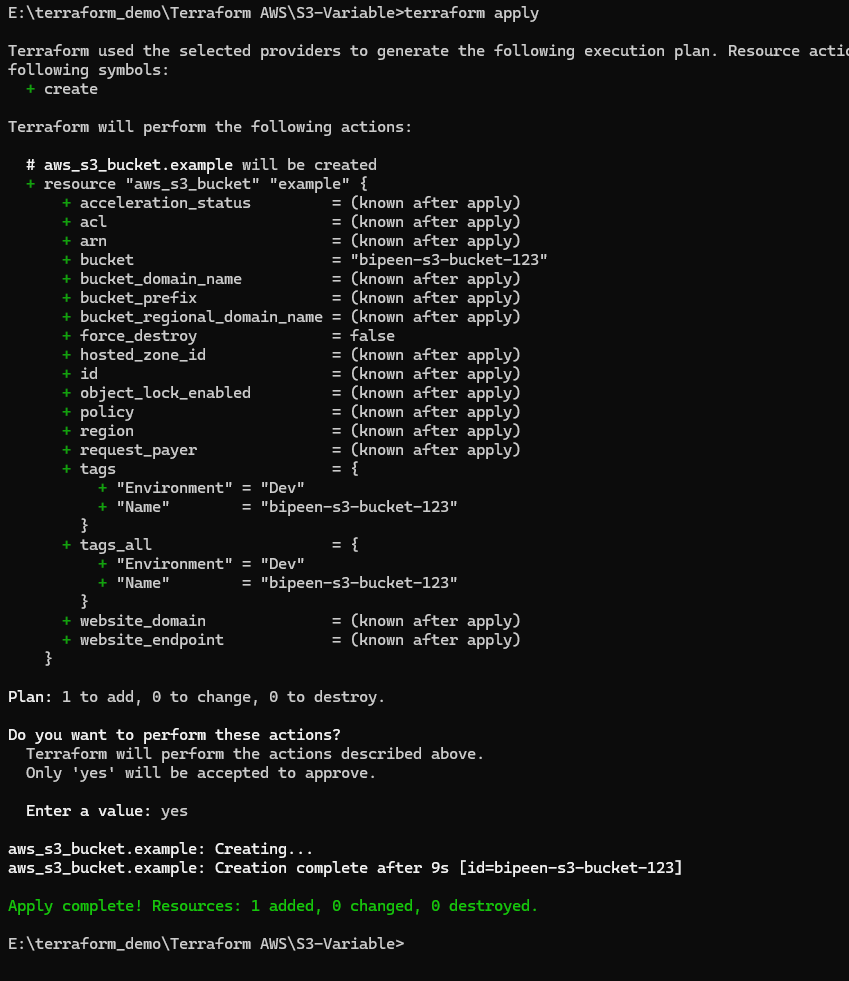 E:\terraform_demo\Terraform AWS\S3-Variable>terraform apply
Terraform used the selected providers to generate the following execution plan. Resource actio
following symbols:
  + create
Terraform will perform the following actions:
  # aws_s3_bucket.example will be created
  + resource "aws_s3_bucket" "example" {
      + acceleration_status         = (known after apply)
      + acl                         = (known after apply)
      + arn                         = (known after apply)
      + bucket                      = "bipeen-s3-bucket-123"
      + bucket_domain_name          = (known after apply)
      + bucket_prefix               = (known after apply)
      + bucket_regional_domain_name = (known after apply)
      + force_destroy               = false
      + hosted_zone_id              = (known after apply)
      + id                          = (known after apply)
      + object_lock_enabled         = (known after apply)
      + policy                      = (known after apply)
      + region                      = (known after apply)
      + request_payer               = (known after apply)
      + tags                        = {
          + "Environment" = "Dev"
          + "Name"        = "bipeen-s3-bucket-123"
        }
      + tags_all                    = {
          + "Environment" = "Dev"
          + "Name"        = "bipeen-s3-bucket-123"
        }
      + website_domain              = (known after apply)
      + website_endpoint            = (known after apply)
    }
Plan: 1 to add, 0 to change, 0 to destroy.
Do you want to perform these actions?
  Terraform will perform the actions described above.
  Only 'yes' will be accepted to approve.
  Enter a value: yes
aws_s3_bucket.example: Creating...
aws_s3_bucket.example: Creation complete after 9s [id=bipeen-s3-bucket-123]
Apply complete! Resources: 1 added, 0 changed, 0 destroyed.
E:\terraform_demo\Terraform AWS\S3-Variable>